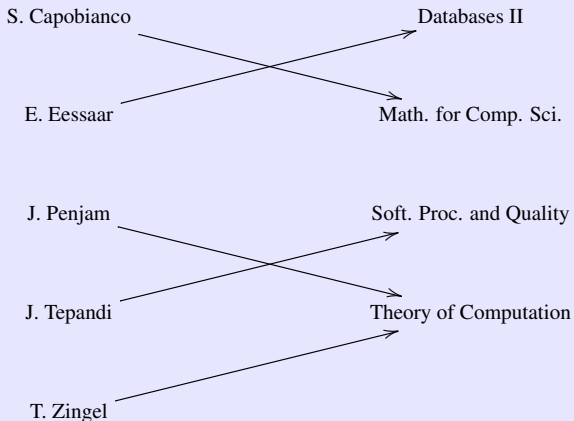 S. Capobianco
Databases II
E. Eessaar
Math. for Comp. Sci.
J. Penjam
Soft. Proc. and Quality
J. Tepandi
Theory of Computation
T. Zingel